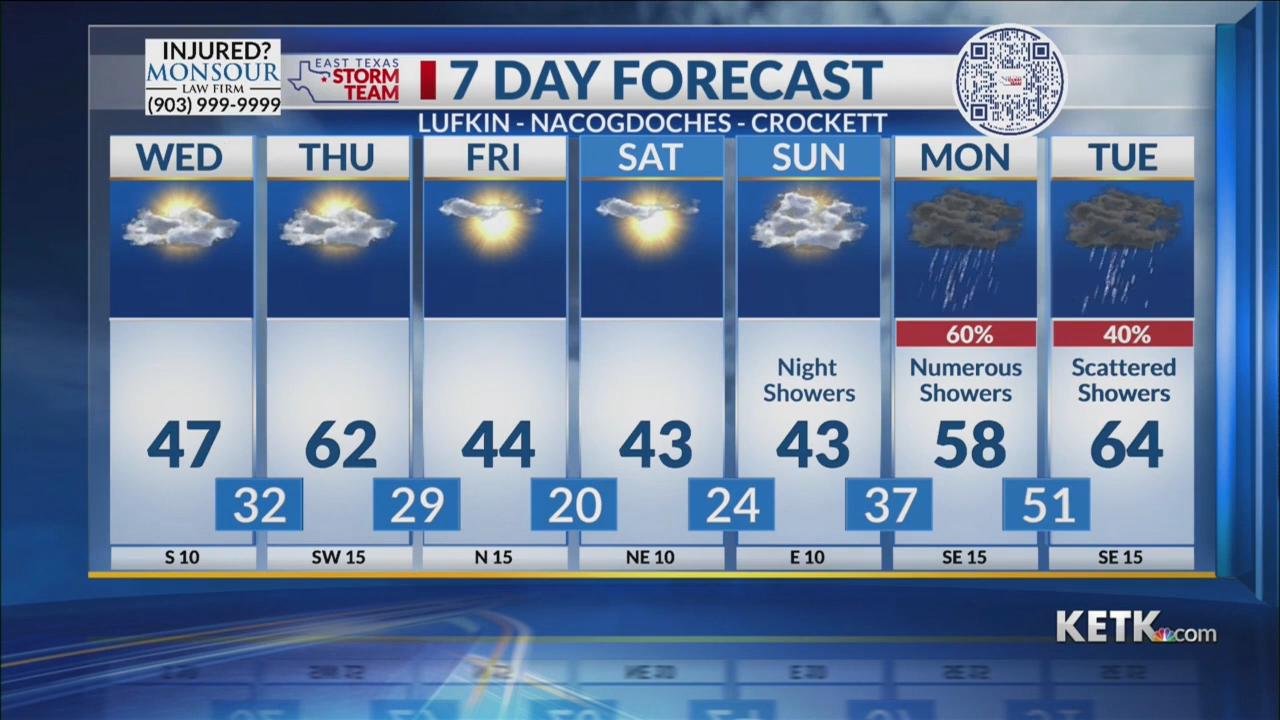 INJURED?
MONSOUR
LAW FIRM
(903) 999-9999
EAST TEXAS
STORM
TEAM
7 DAY FORECAST
LUFKIN - NACOGDOCHES - CROCKETT
WED THU FRI SAT SUN MON TUE
60% 40%
Night Numerous Scattered
Showers Showers Showers
47 62 44 43 43 58 64
32 29 20 24 37 51
S 10 SW 15 N 15 NE 10 E 10 SE 15 SE 15
KETK.com